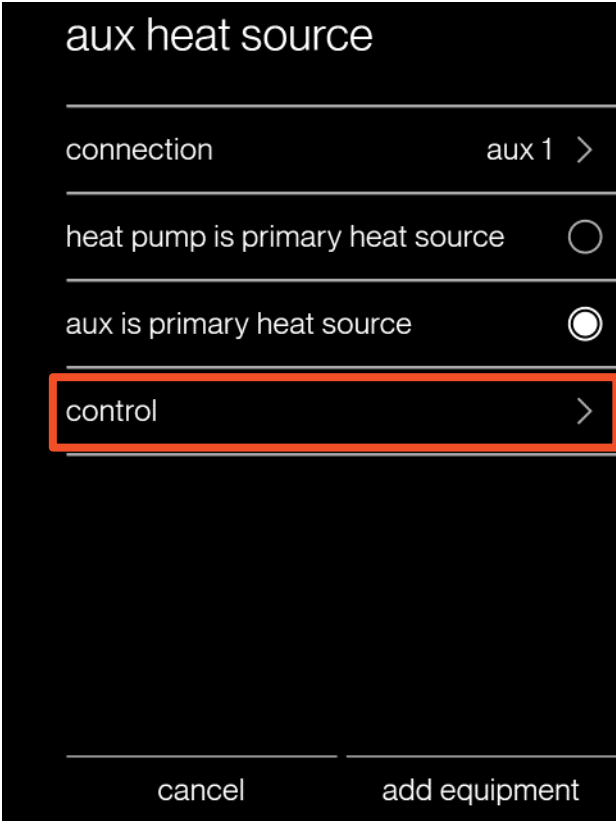 aux heat source
connection aux 1
heat pump is primary heat source
aux is primary heat source
control
cancel add equipment